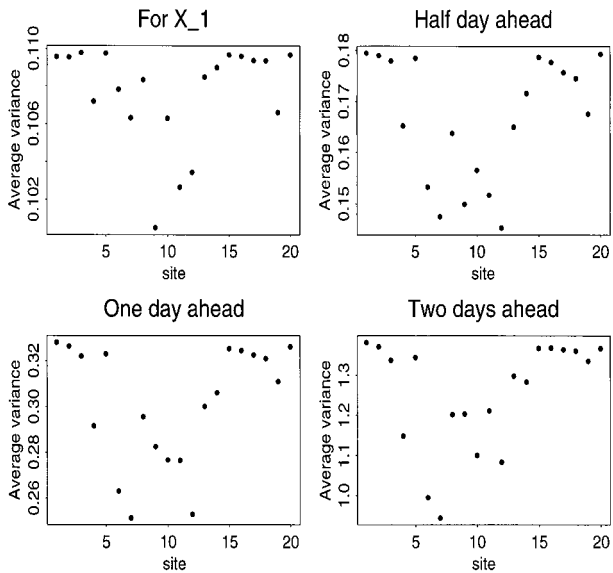 For X_1
Average variance
0.110
0.106
0.102
5
10
15
20
site
Half day ahead
Average variance
0.18
0.17
0.16
0.15
5
10
15
20
site
One day ahead
Average variance
0.32
0.30
0.28
0.26
5
10
15
20
site
Two days ahead
Average variance
1.3
1.2
1.1
1.0
5
10
15
20
site